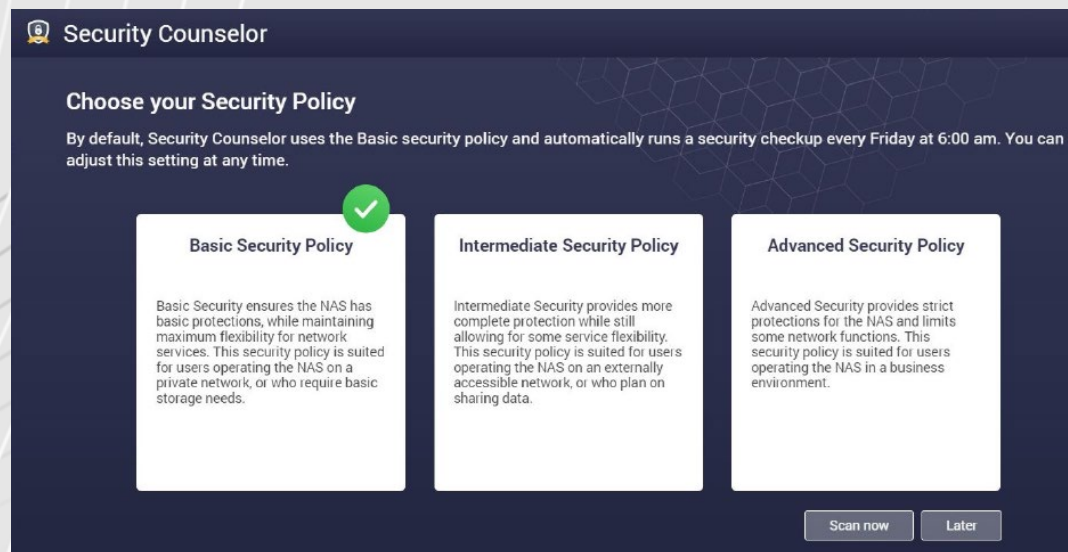 Security Counselor
Choose your Security Policy
By default, Security Counselor uses the Basic security policy and automatically runs a security checkup every Friday at 6:00 am. You can
adjust this setting at any time.
Basic Security Policy
Basic Security ensures the NAS has
basic protections, while maintaining
maximum flexibility for network
services. This security policy is suited
for users operating the NAS on a
private network, or who require basic
storage needs.
Intermediate Security Policy
Intermediate Security provides more
complete protection while still
allowing for some service flexibility.
This security policy is suited for users
operating the NAS on an externally
accessible network, or who plan on
sharing data.
Advanced Security Policy
Advanced Security provides strict
protections for the NAS and limits
some network functions. This
security policy is suited for users
operating the NAS in a business
environment.
Scan now
Later